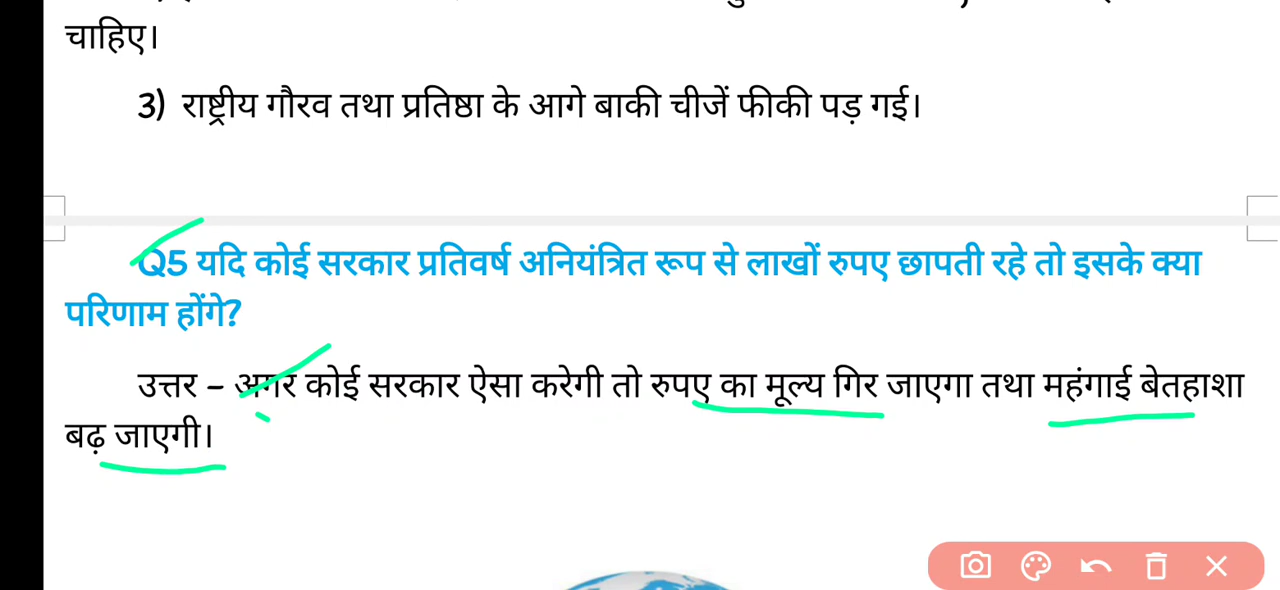 चाहिए।
3) राष्ट्रीय गौरव तथा प्रतिष्ठा के आगे बाकी चीजें फीकी पड़ गई।
Q5 यदि कोई सरकार प्रतिवर्ष अनियंत्रित रूप से लाखों रुपए छापती रहे तो इसके क्या
परिणाम होंगे?
उत्तर – अगर कोई सरकार ऐसा करेगी तो रुपए का मूल्य गिर जाएगा तथा महंगाई बेतहाशा
बढ़ जाएगी।